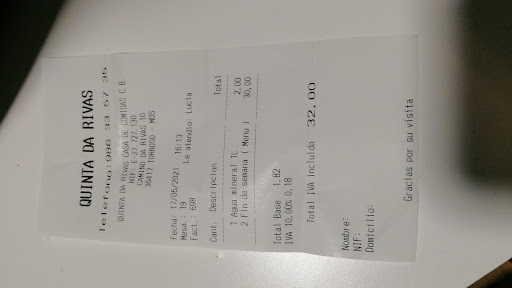 QUINTA DA RIVAS
Telefono:986 33 57 35
QUINTA DA RIVAS CASA DE COMIDAS C.B.
NIF: E-27.727.130
CAMINO DA RIVAS 10
36417 TORROSO - MOS
Fecha: 17/05/2021 16:13
Mesa.: 19 Le atendio: Lucia
Fact.: 698
Cant. Descripcion Total
1 Agua mineral 1L 2,00
2 Fin de semana ( Menu ) 30,00
Total Base 1,82
IVA 10,00% 0,18
Total IVA incluido 32,00
Nombre:
NIF:
Domicilio:
Gracias por su visita